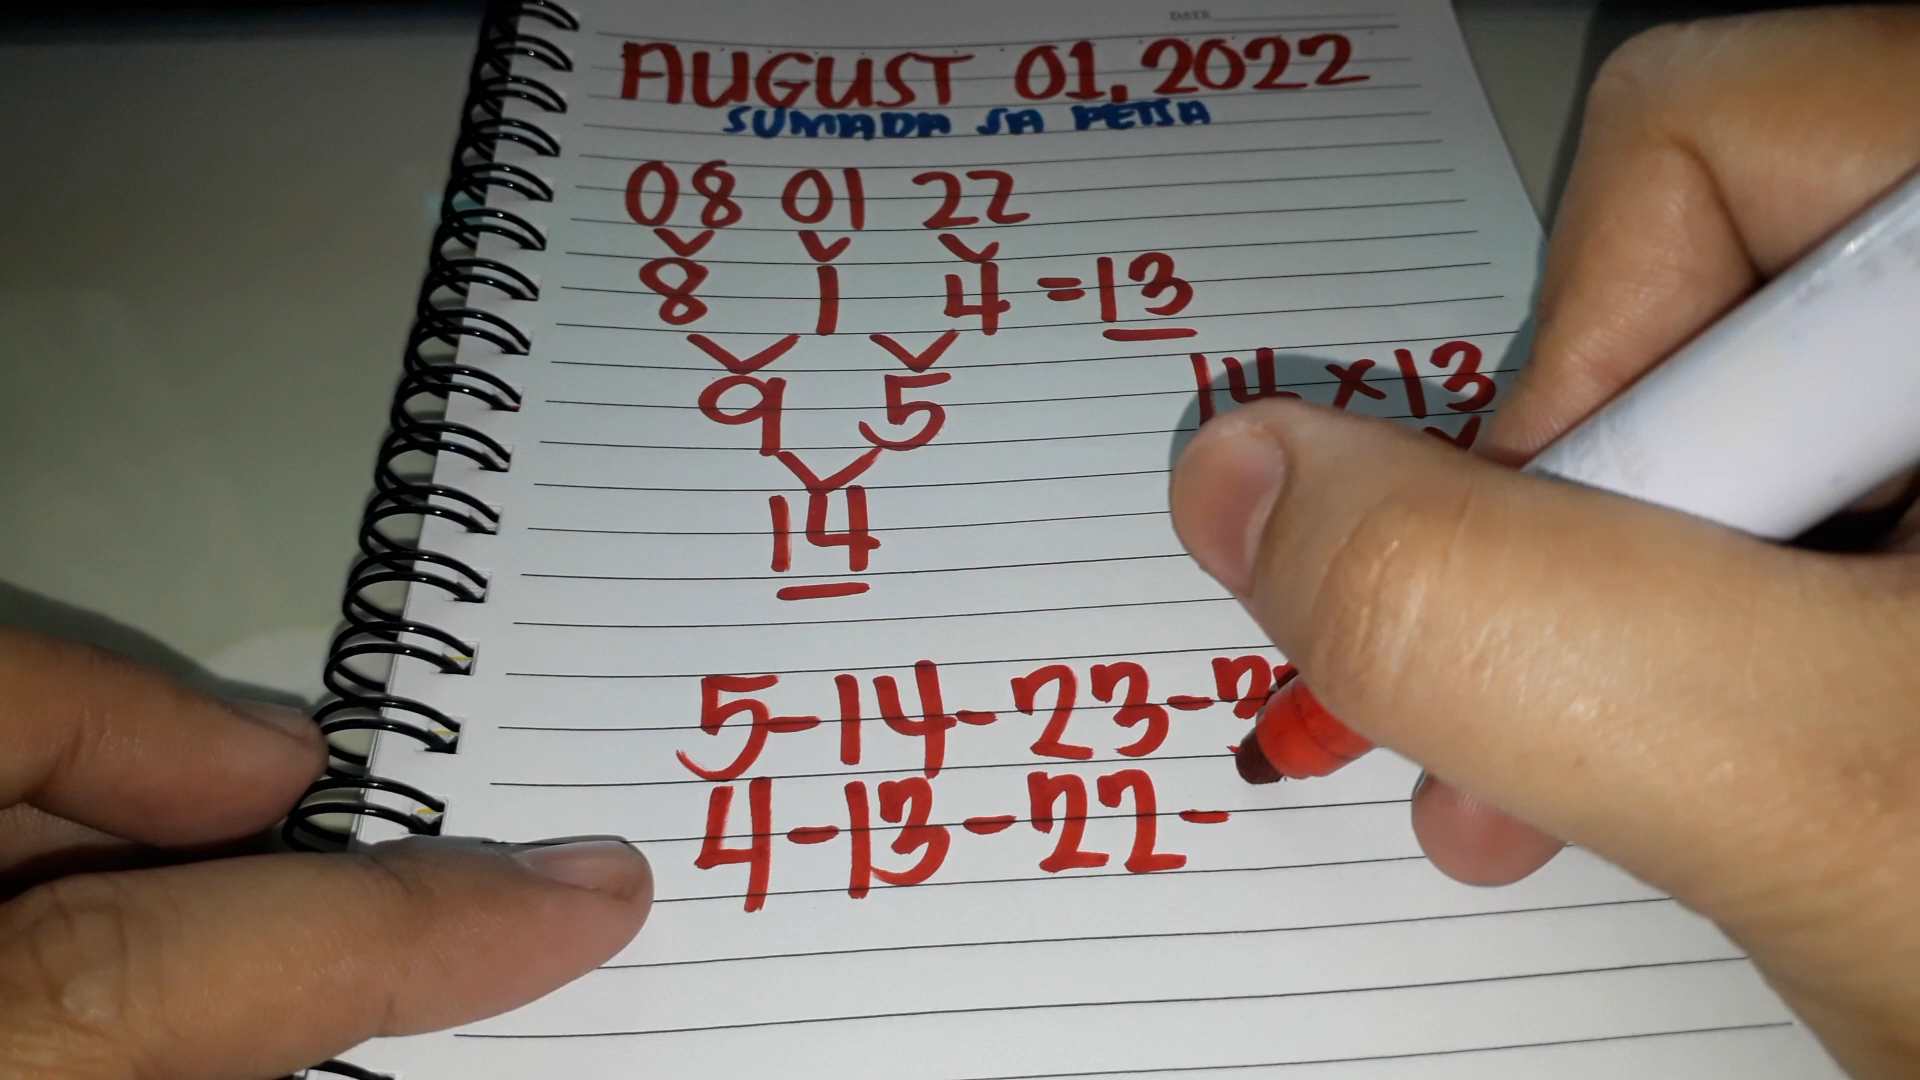 DATE
AUGUST 01, 2022
SUMADA SA PETSA
08 01 22
8 1 4 = 13
14 x 13
9 5
14
5-14-23-
4-13-22-